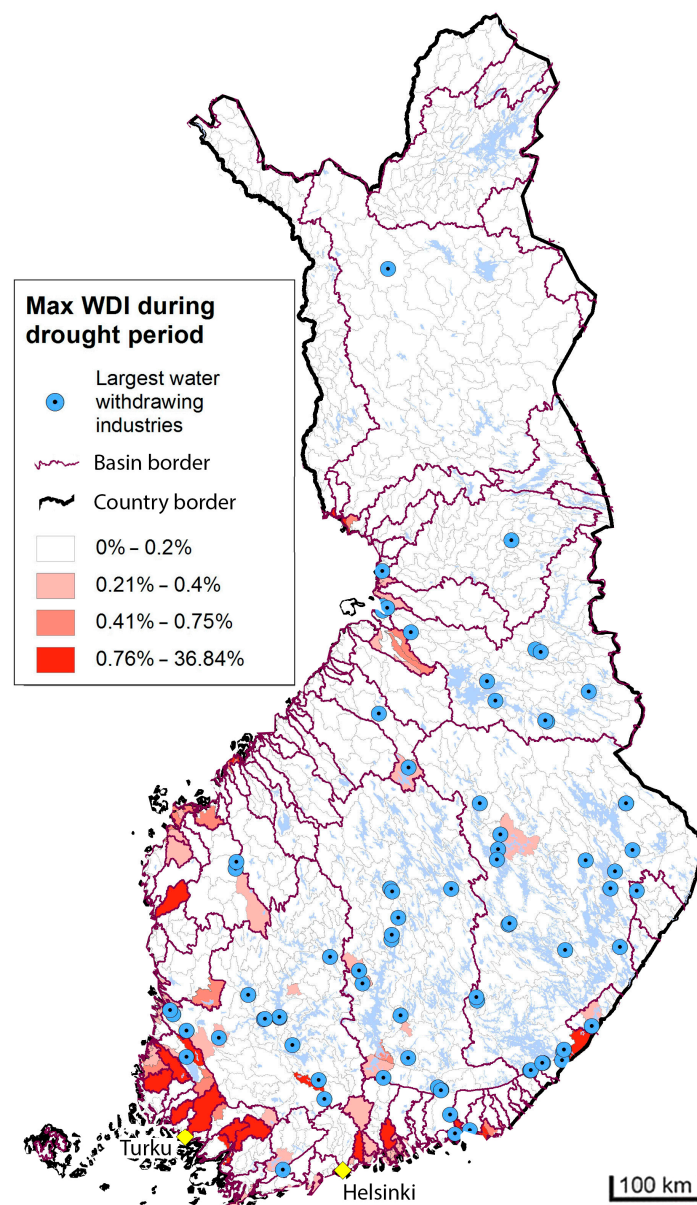 Max WDI during
drought period
Largest water
withdrawing
industries
Basin border
Country border
0% – 0.2%
0.21% – 0.4%
0.41% – 0.75%
0.76% – 36.84%
Turku
Helsinki
100 km